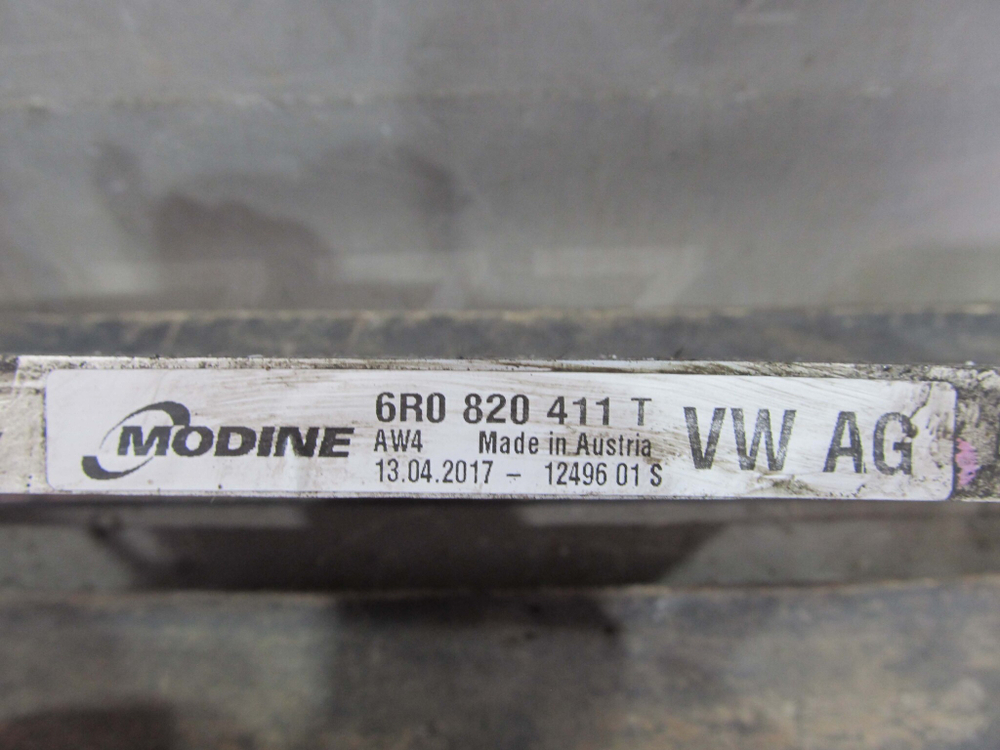 MODINE
6R0 820 411 T
AW4 Made in Austria
13.04.2017 - 12496 01 S
VW AG